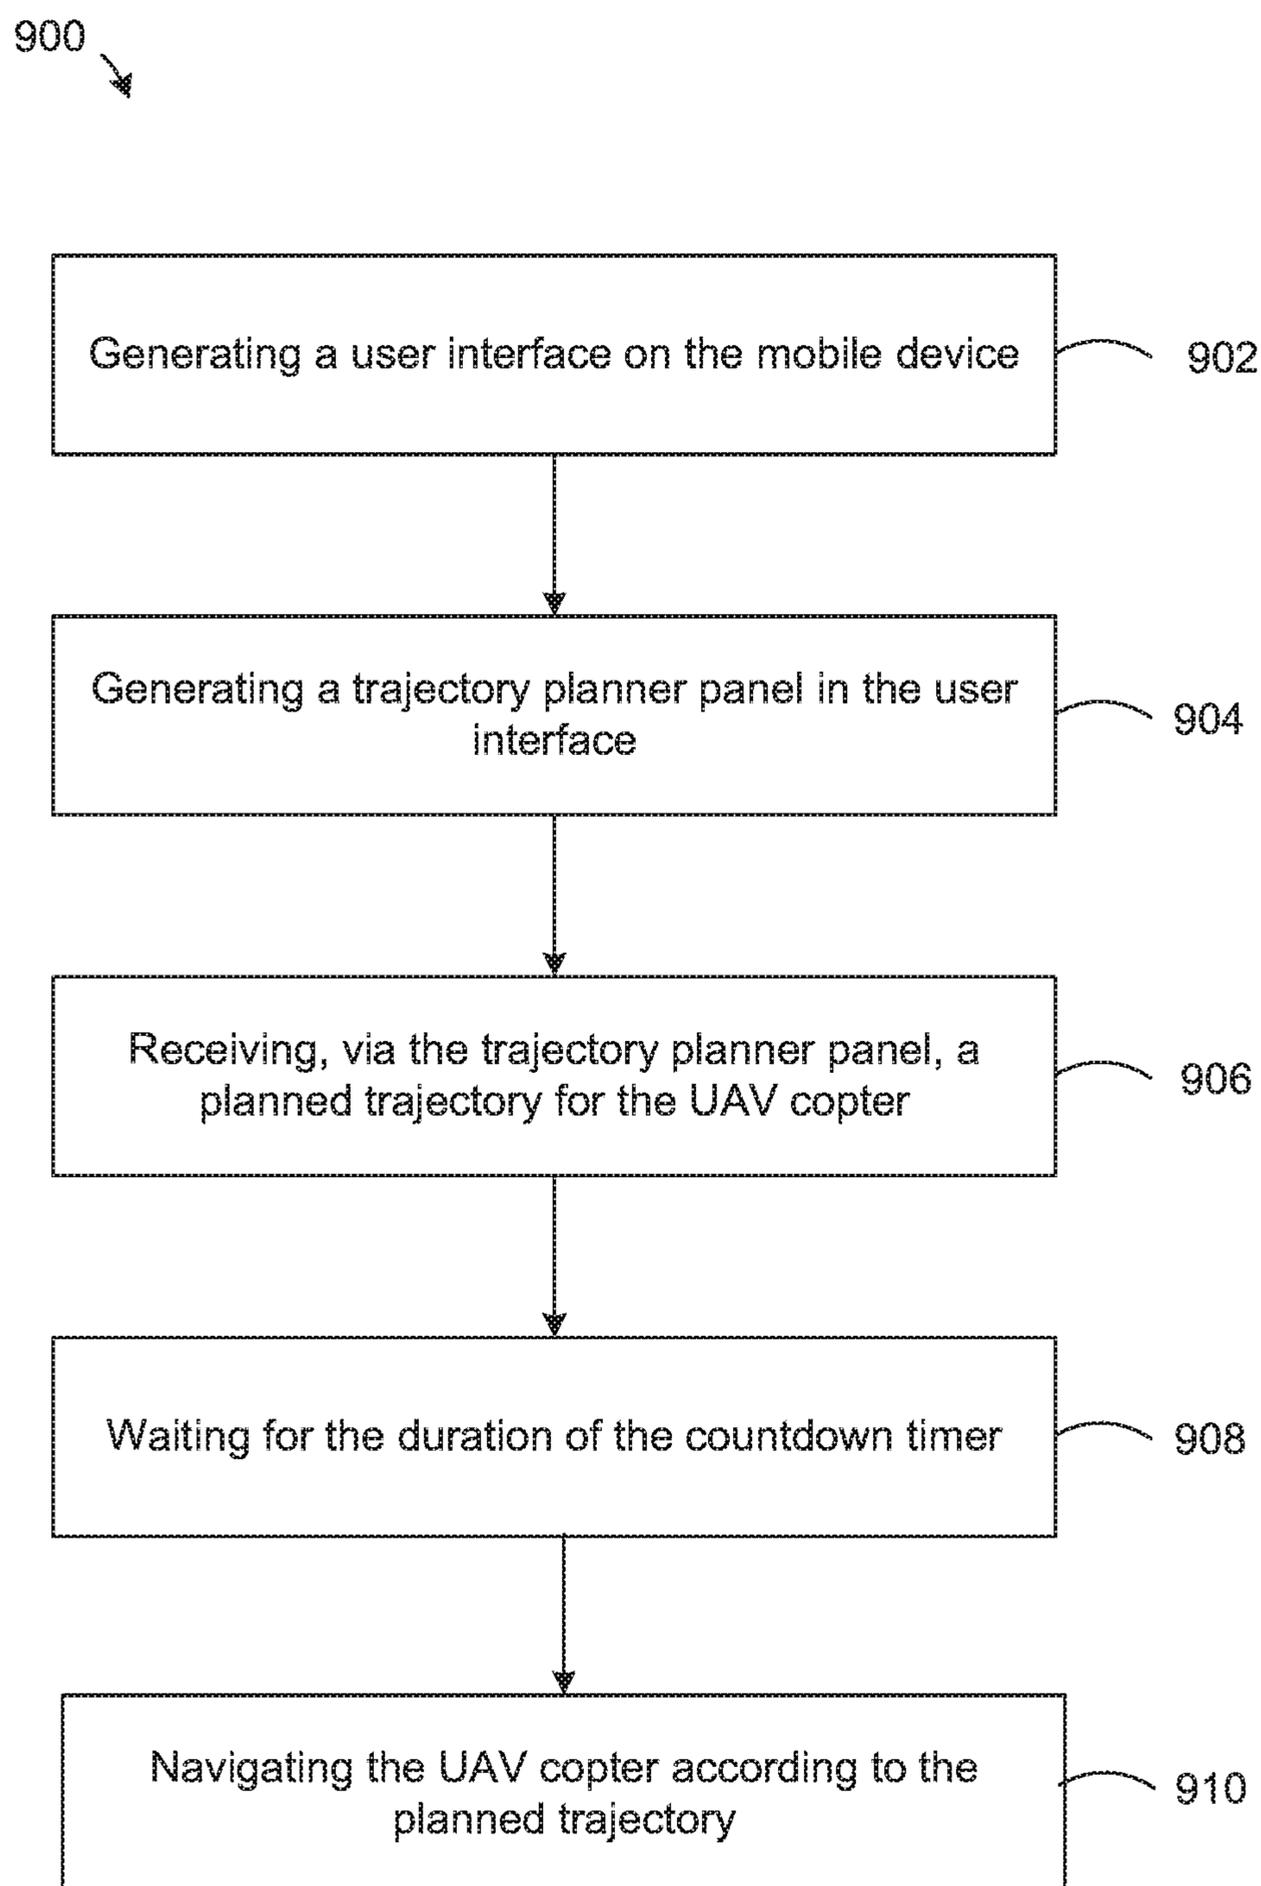 900
Generating a user interface on the mobile device
902
Generating a trajectory planner panel in the user
interface
904
Receiving, via the trajectory planner panel, a
planned trajectory for the UAV copter
906
Waiting for the duration of the countdown timer
908
Navigating the UAV copter according to the
planned trajectory
910